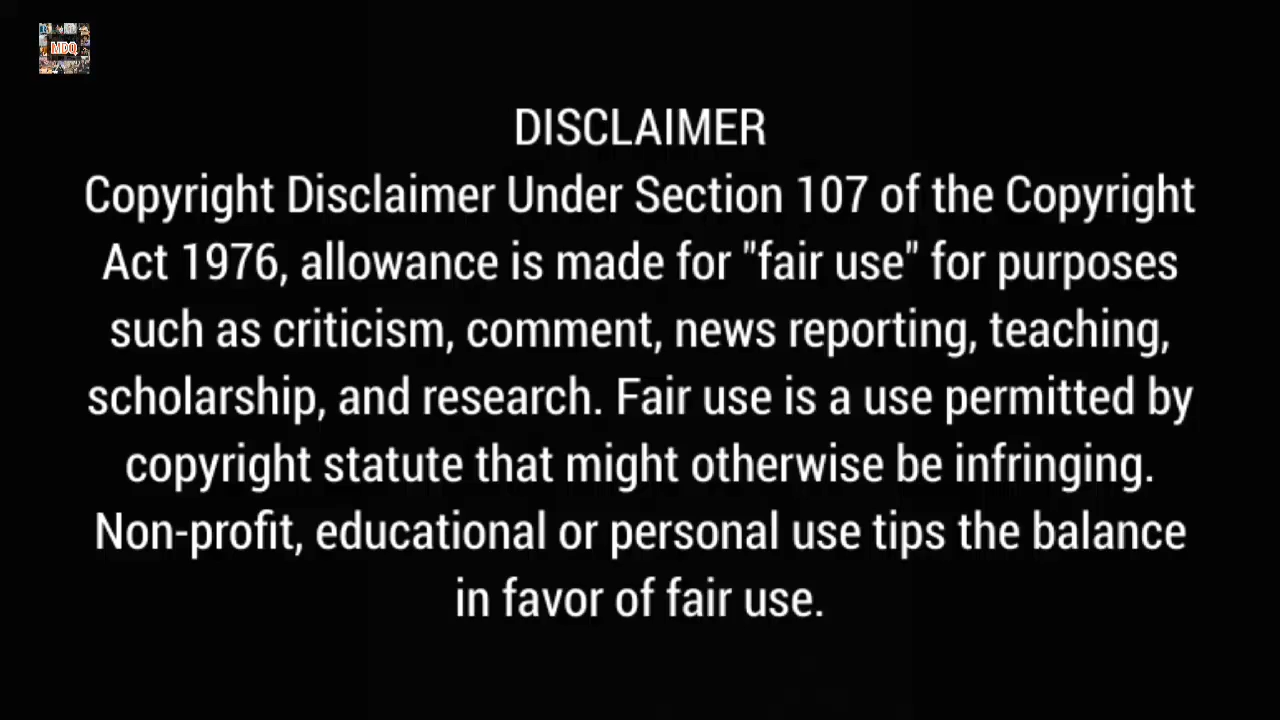 MDQ
DISCLAIMER
Copyright Disclaimer Under Section 107 of the Copyright
Act 1976, allowance is made for "fair use" for purposes
such as criticism, comment, news reporting, teaching,
scholarship, and research. Fair use is a use permitted by
copyright statute that might otherwise be infringing.
Non-profit, educational or personal use tips the balance
in favor of fair use.